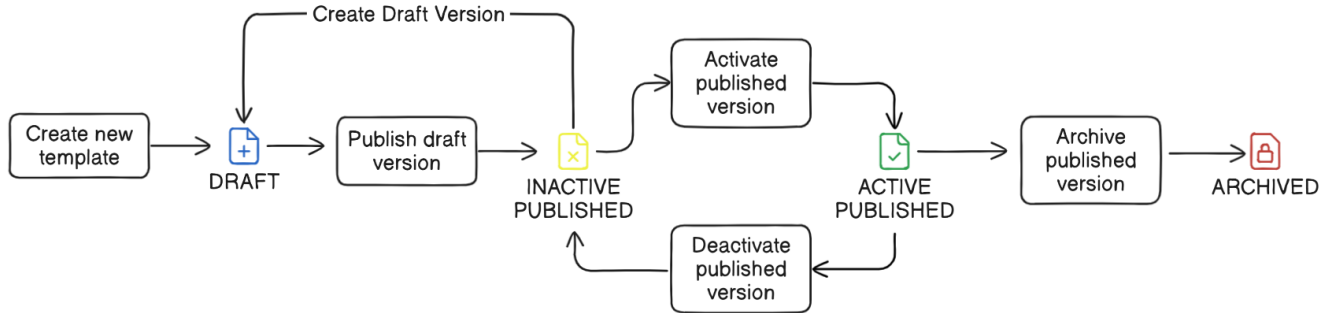 Create Draft Version
Create new
template
DRAFT
Publish draft
version
INACTIVE
PUBLISHED
Activate
published
version
Deactivate
published
version
ACTIVE
PUBLISHED
Archive
published
version
ARCHIVED